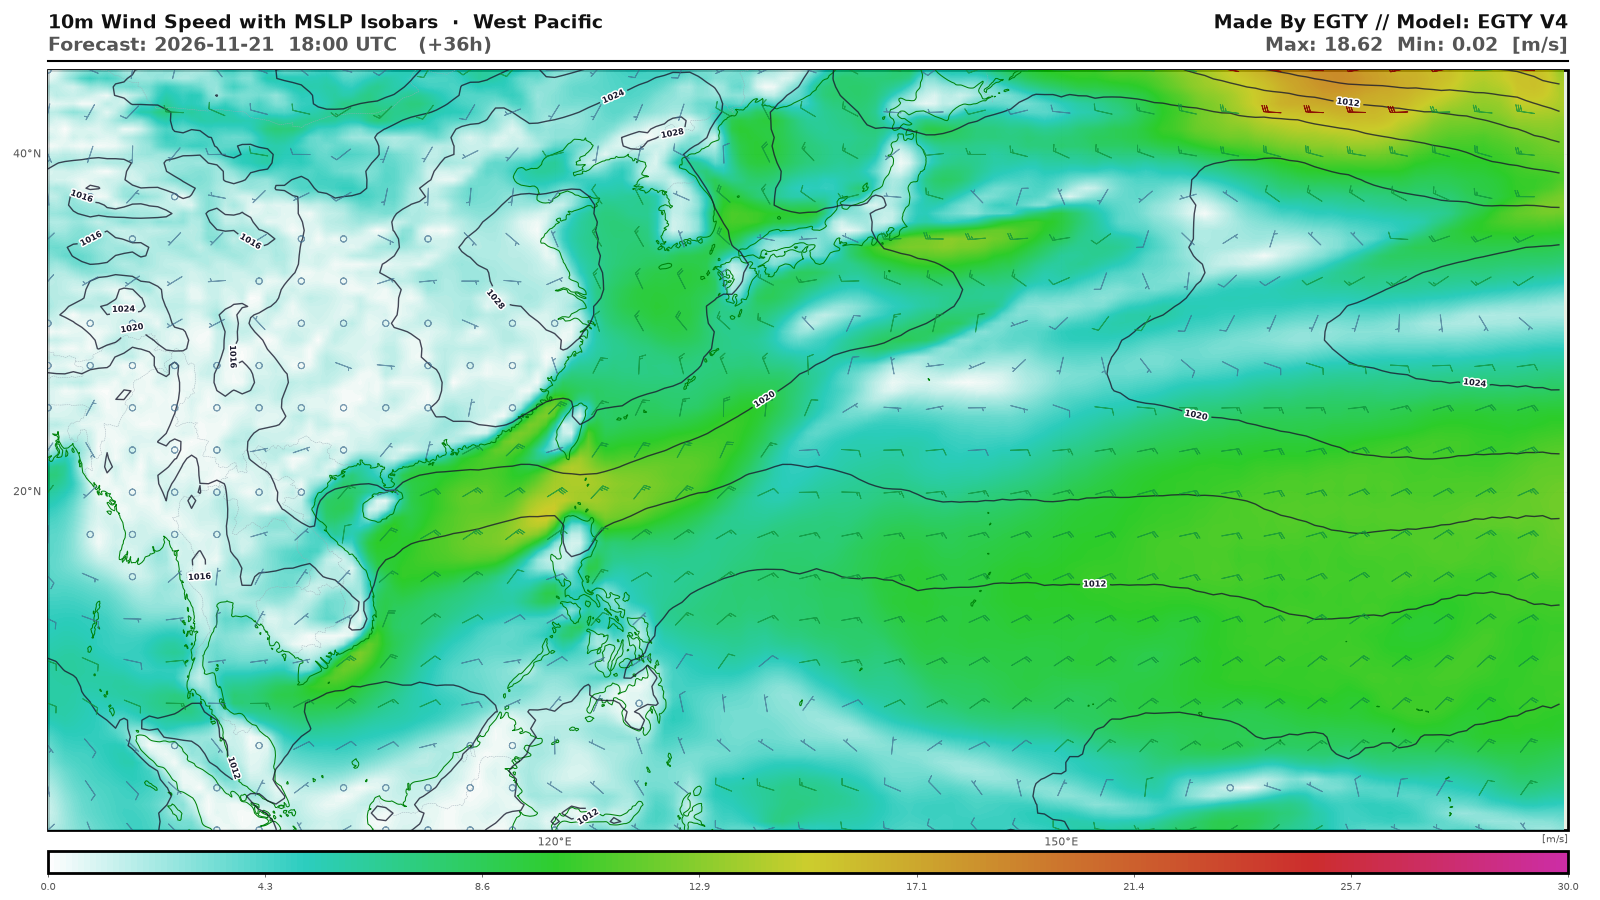 10m Wind Speed with MSLP Isobars · West Pacific
Made By EGTY // Model: EGTY V4
Forecast: 2026-11-21 18:00 UTC (+36h)
Max: 18.62 Min: 0.02 [m/s]
1024
1012
1028
40°N
1016
1016
1016
1028
1024
1020
1016
1024
1020
1020
20°N
1016
1012
1012
1012
120°E
150°E
[m/s]
0.0
4.3
8.6
12.9
17.1
21.4
25.7
30.0